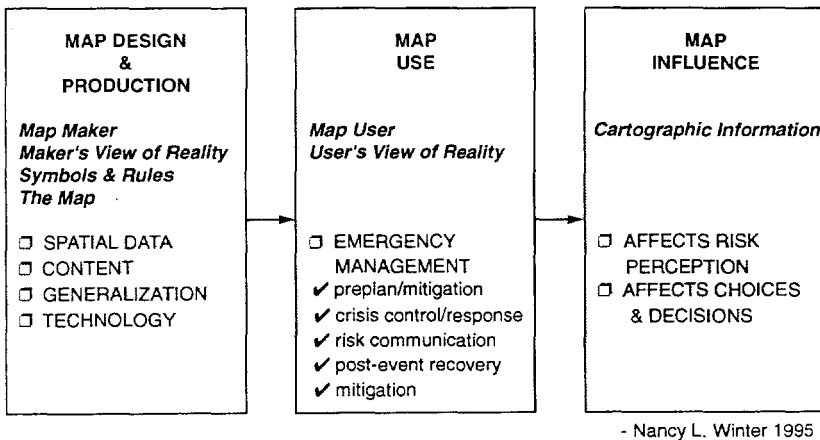 MAP DESIGN
&
PRODUCTION
Map Maker
Maker's View of Reality
Symbols & Rules
The Map
❒ SPATIAL DATA
❒ CONTENT
❒ GENERALIZATION
❒ TECHNOLOGY
MAP
USE
Map User
User's View of Reality
❒ EMERGENCY
MANAGEMENT
✔ preplan/mitigation
✔ crisis control/response
✔ risk communication
✔ post-event recovery
✔ mitigation
MAP
INFLUENCE
Cartographic Information
❒ AFFECTS RISK
PERCEPTION
❒ AFFECTS CHOICES
& DECISIONS
- Nancy L. Winter 1995